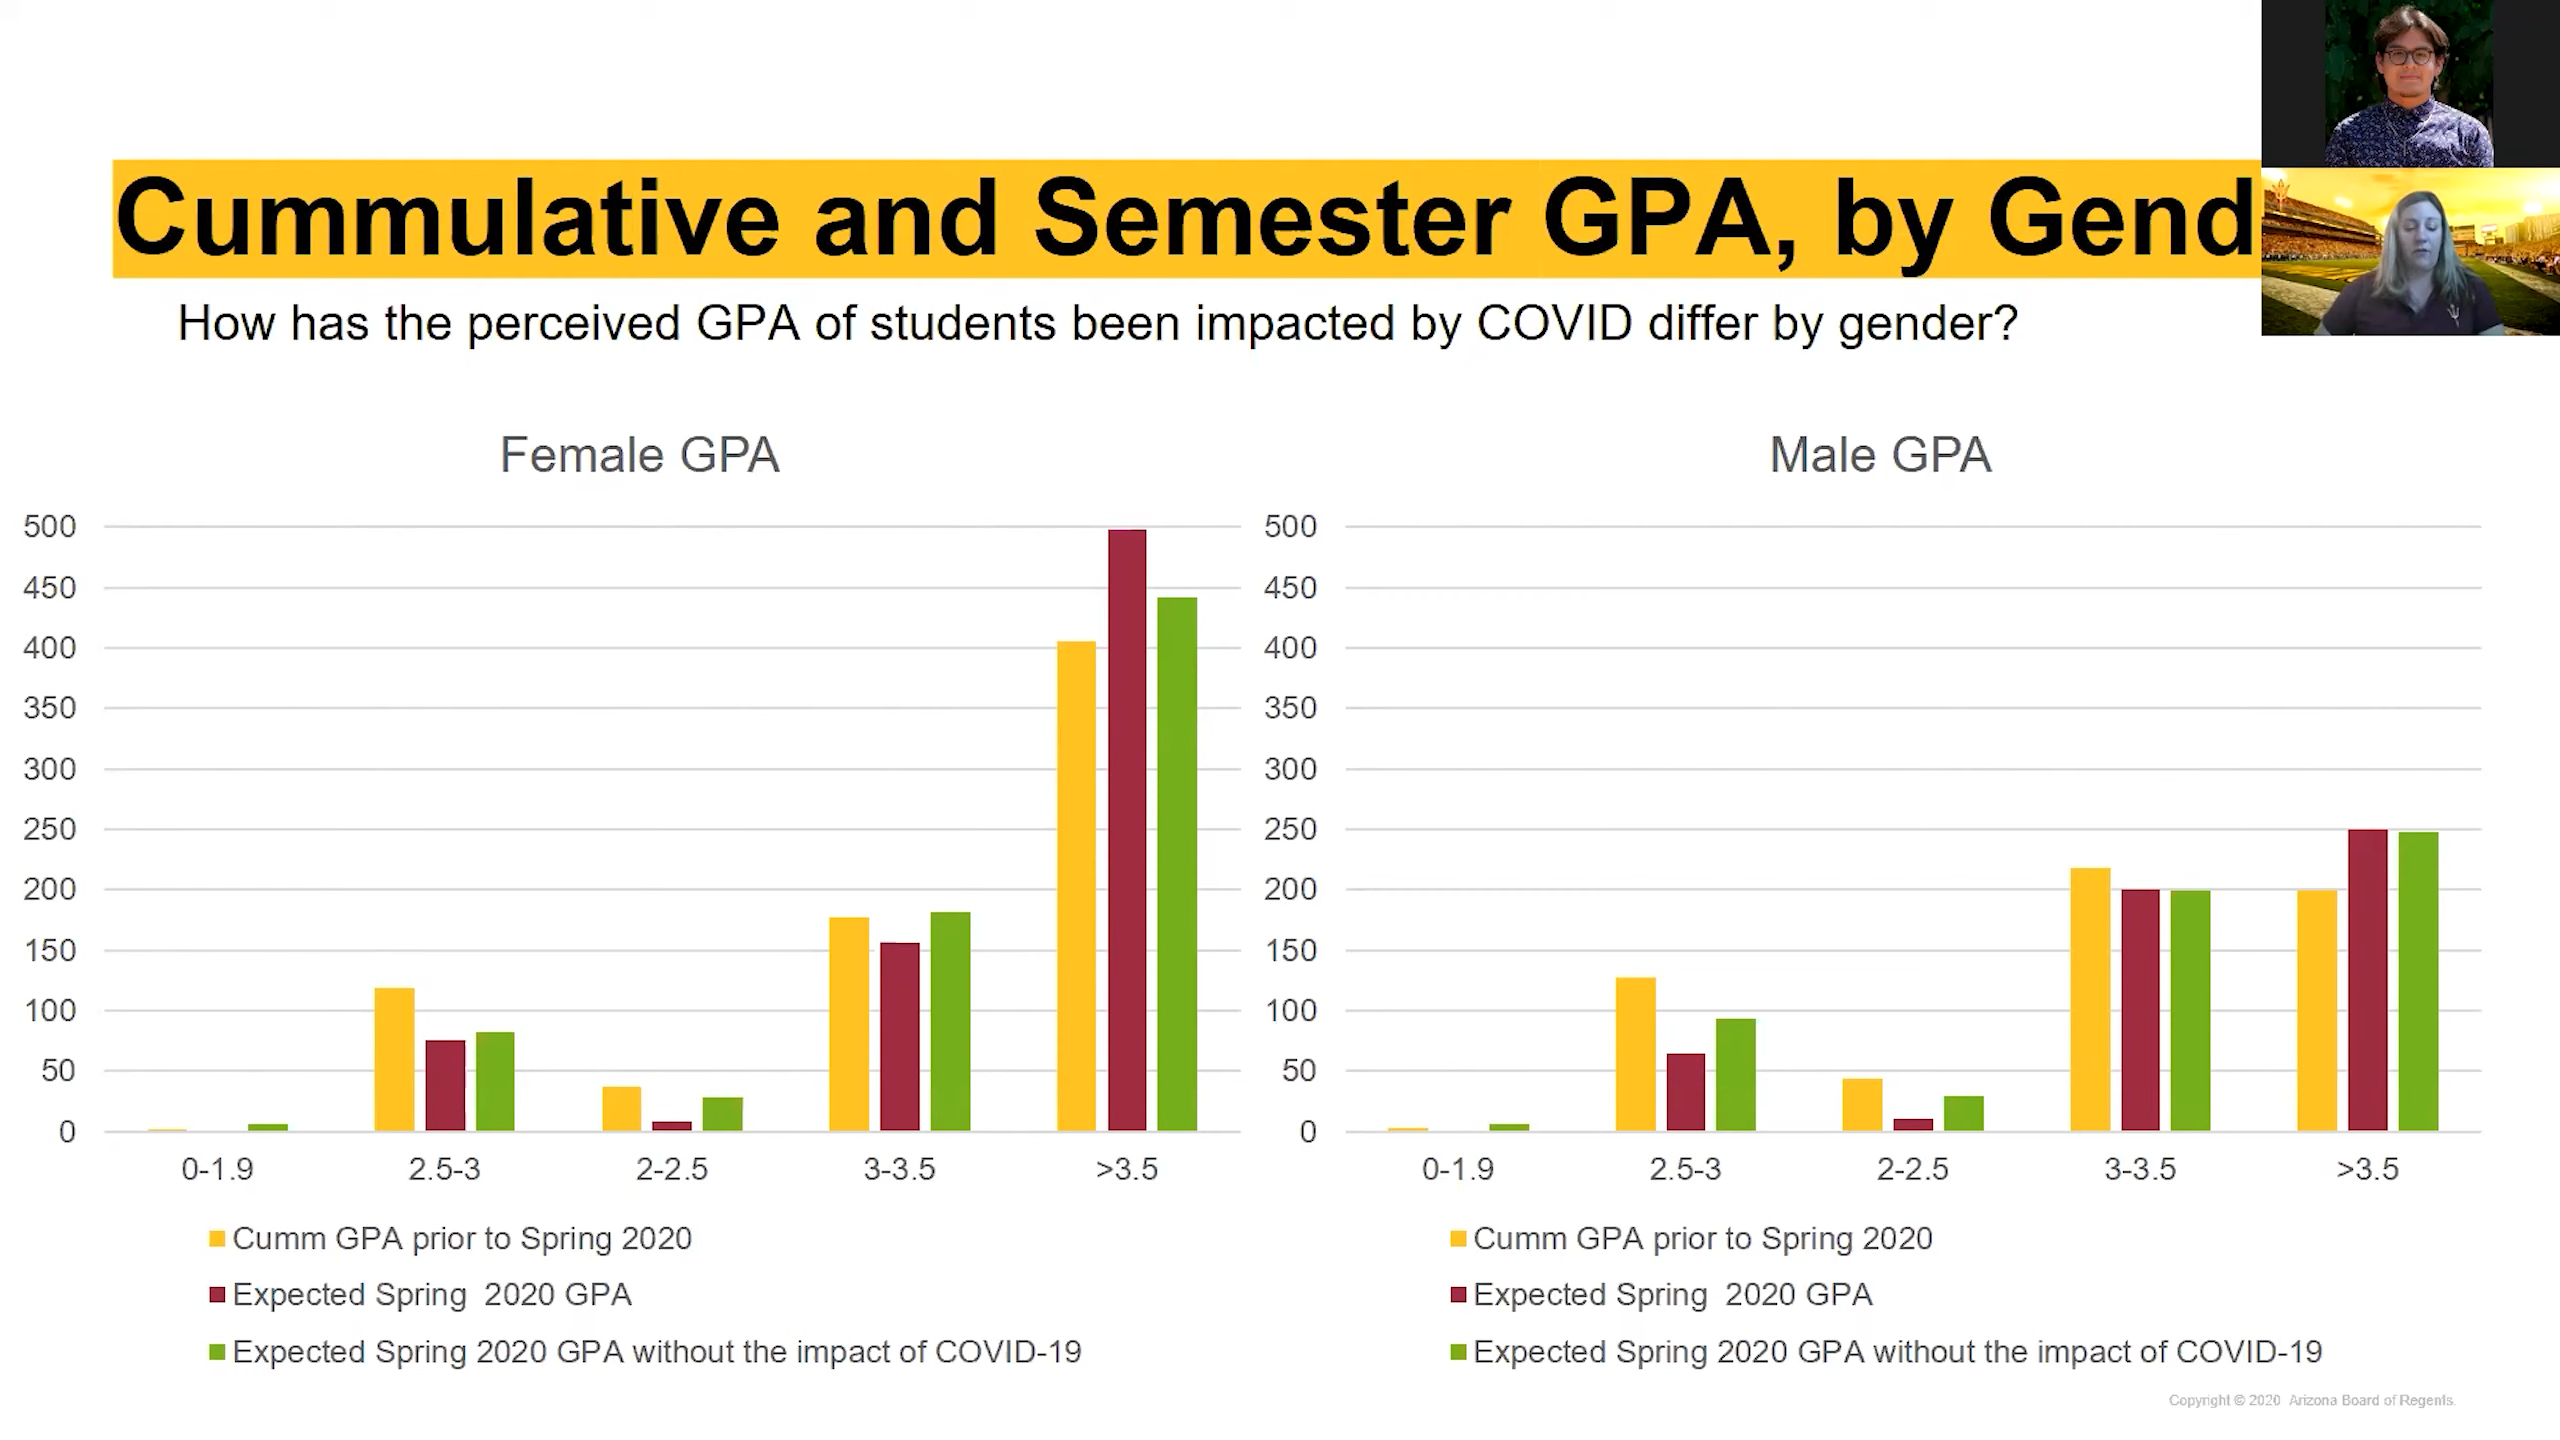 Cummulative and Semester GPA, by Gend
How has the perceived GPA of students been impacted by COVID differ by gender?
Female GPA
500
450
400
350
300
250
200
150
100
50
0
0-1.9 2.5-3 2-2.5 3-3.5 >3.5
Cumm GPA prior to Spring 2020
Expected Spring 2020 GPA
Expected Spring 2020 GPA without the impact of COVID-19
Male GPA
500
450
400
350
300
250
200
150
100
50
0
0-1.9 2.5-3 2-2.5 3-3.5 >3.5
Cumm GPA prior to Spring 2020
Expected Spring 2020 GPA
Expected Spring 2020 GPA without the impact of COVID-19
Copyright © 2020 Arizona Board of Regents.